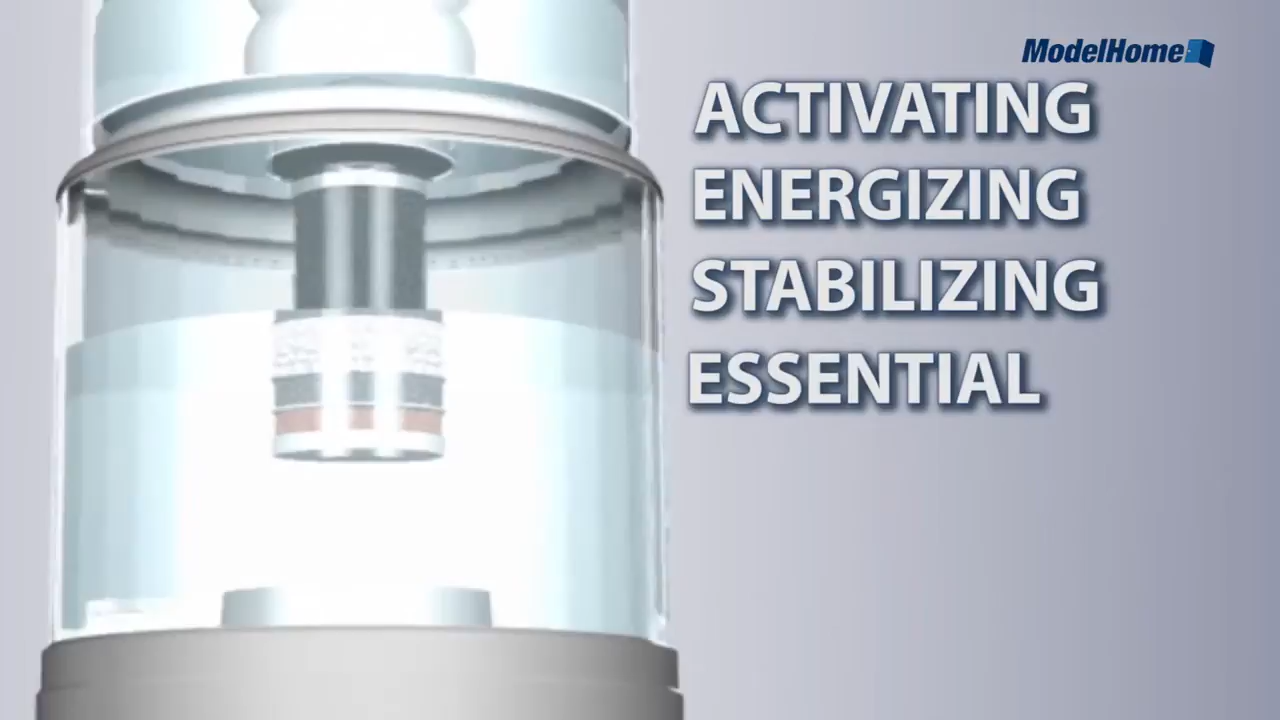 ModelHome
ACTIVATING
ENERGIZING
STABILIZING
ESSENTIAL